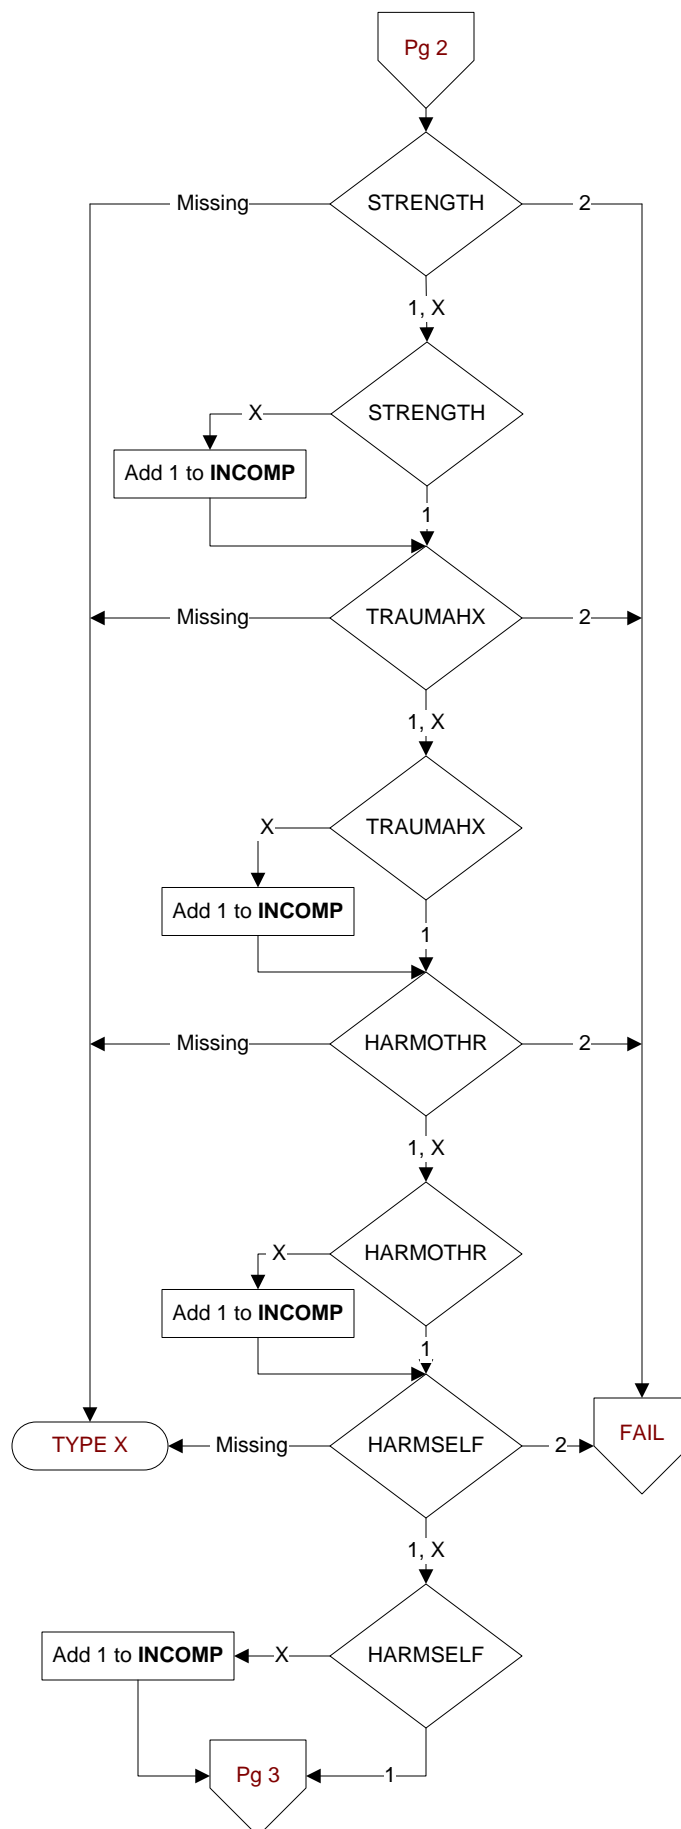 Pg 2
Missing
STRENGTH
2
1, X
X
STRENGTH
Add 1 to INCOMP
1
Missing
TRAUMAHX
2
1, X
X
TRAUMAHX
Add 1 to INCOMP
1
Missing
HARMOTHR
2
1, X
X
HARMOTHR
Add 1 to INCOMP
1
TYPE X
Missing
HARMSELF
2
FAIL
1, X
Add 1 to INCOMP
X
HARMSELF
Pg 3
1